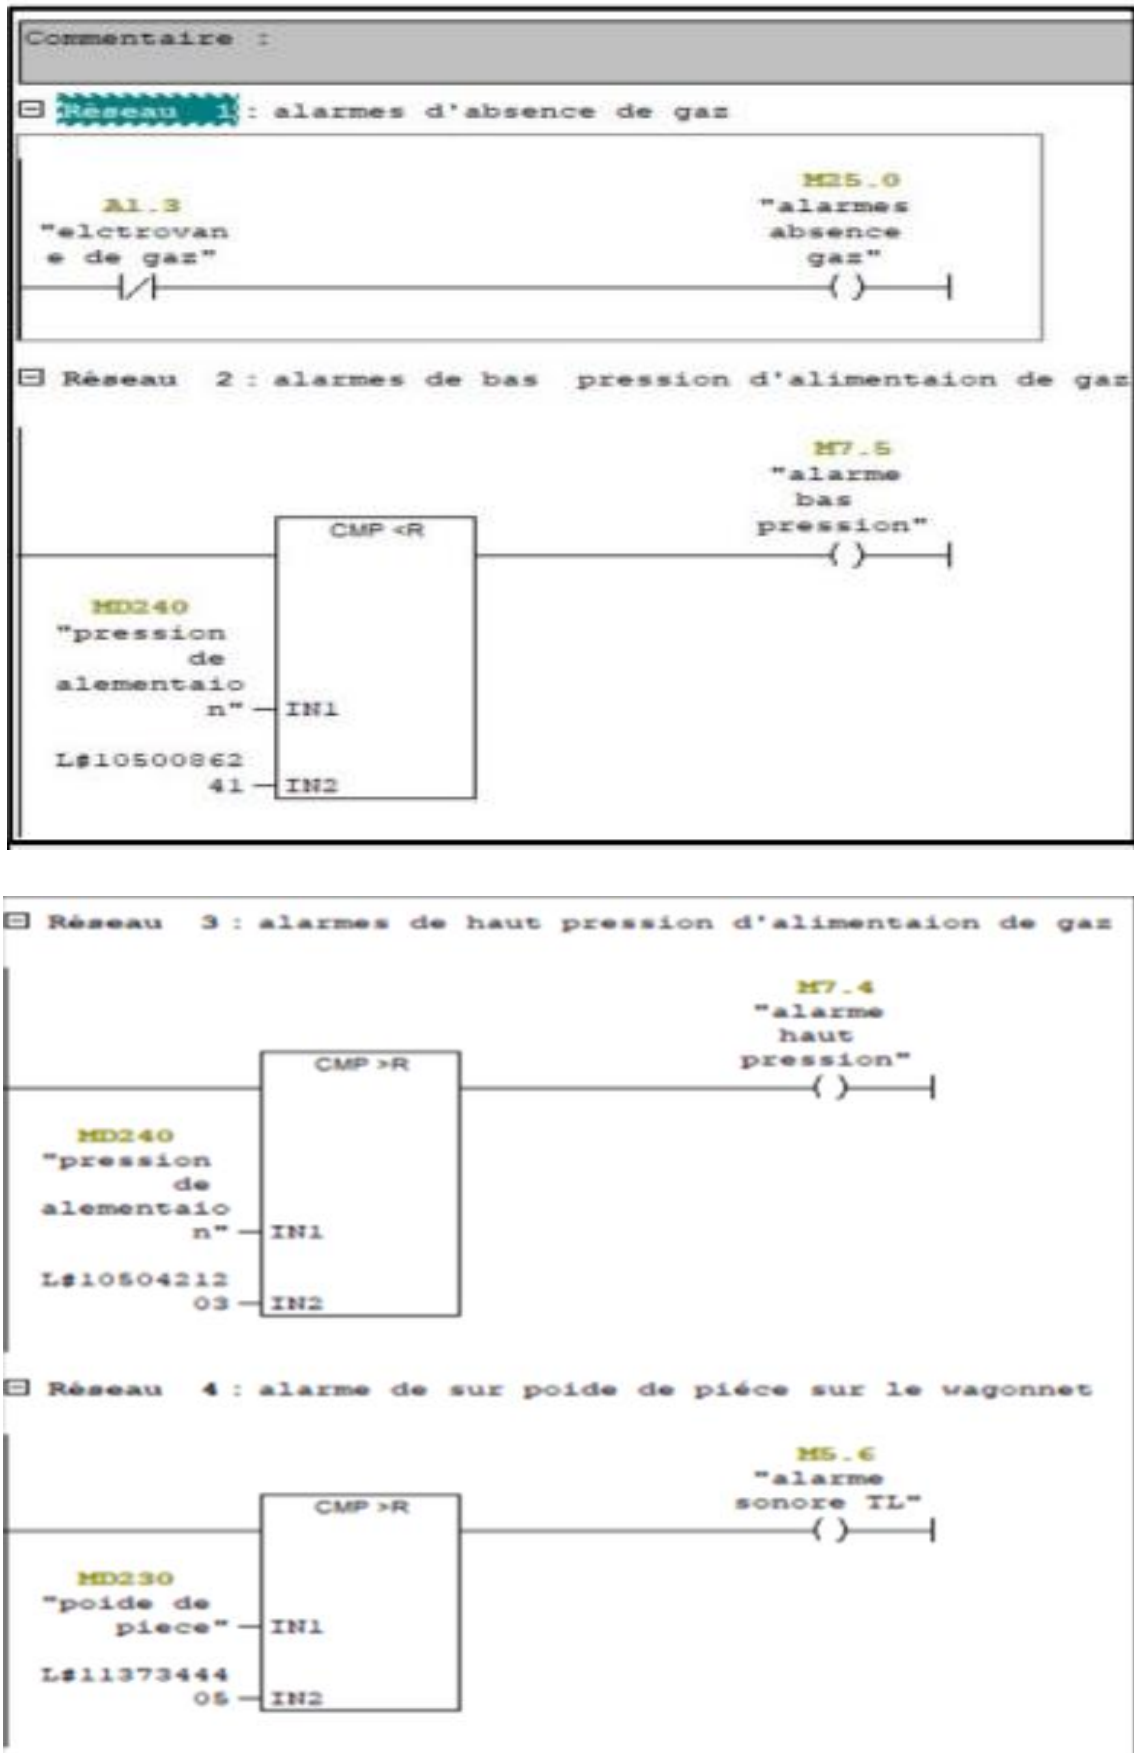 Commentaire :
Réseau 1 : alarmes d'absence de gaz
A1.3
"elctrovan
e de gaz"
M25.0
"alarmes
absence
gaz"
Réseau 2 : alarmes de bas pression d'alimentaion de gaz
M7.5
"alarme
bas
pression"
CMP <R
MD240
"pression
de
alementaio
n"
IN1
L#10500862
41
IN2
Réseau 3 : alarmes de haut pression d'alimentaion de gaz
M7.4
"alarme
haut
pression"
CMP >R
MD240
"pression
de
alementaio
n"
IN1
L#10504212
03
IN2
Réseau 4 : alarme de sur poide de piéce sur le wagonnet
M5.6
"alarme
sonore TL"
CMP >R
MD230
"poide de
piece"
IN1
L#11373444
05
IN2